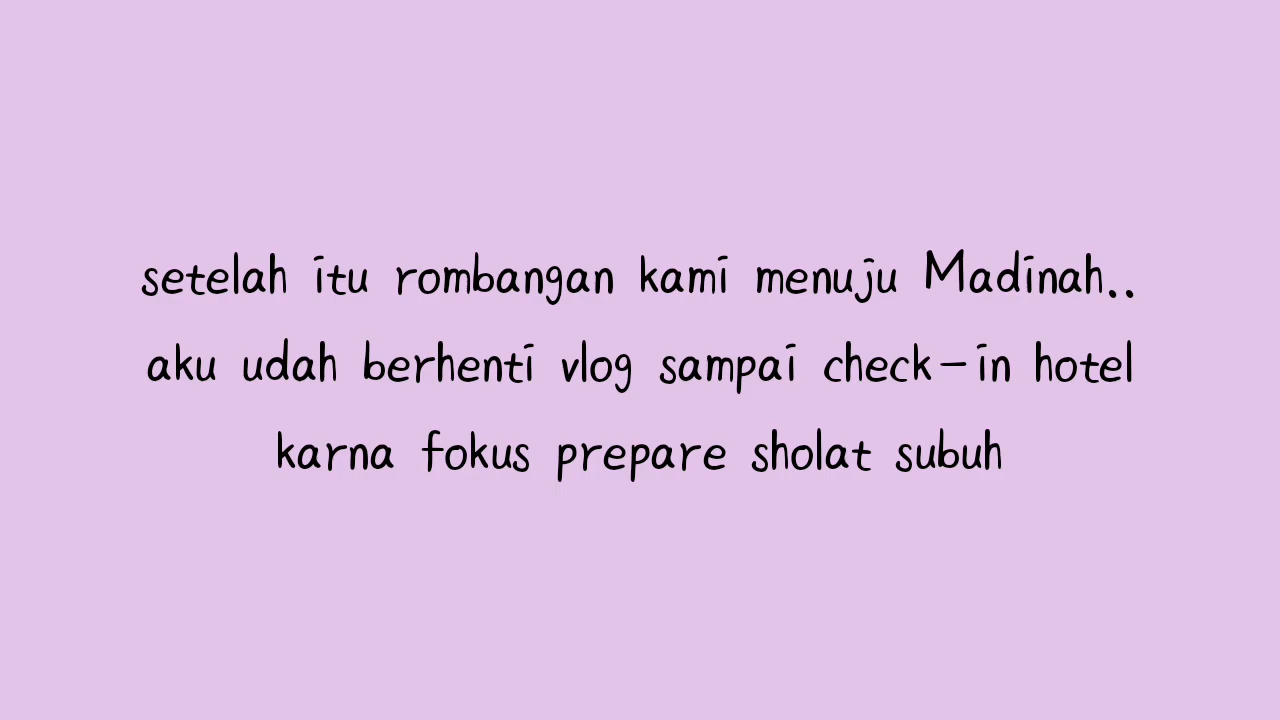 setelah itu rombangan kami menuju Madinah..
aku udah berhenti vlog sampai check-in hotel
karna fokus prepare sholat subuh